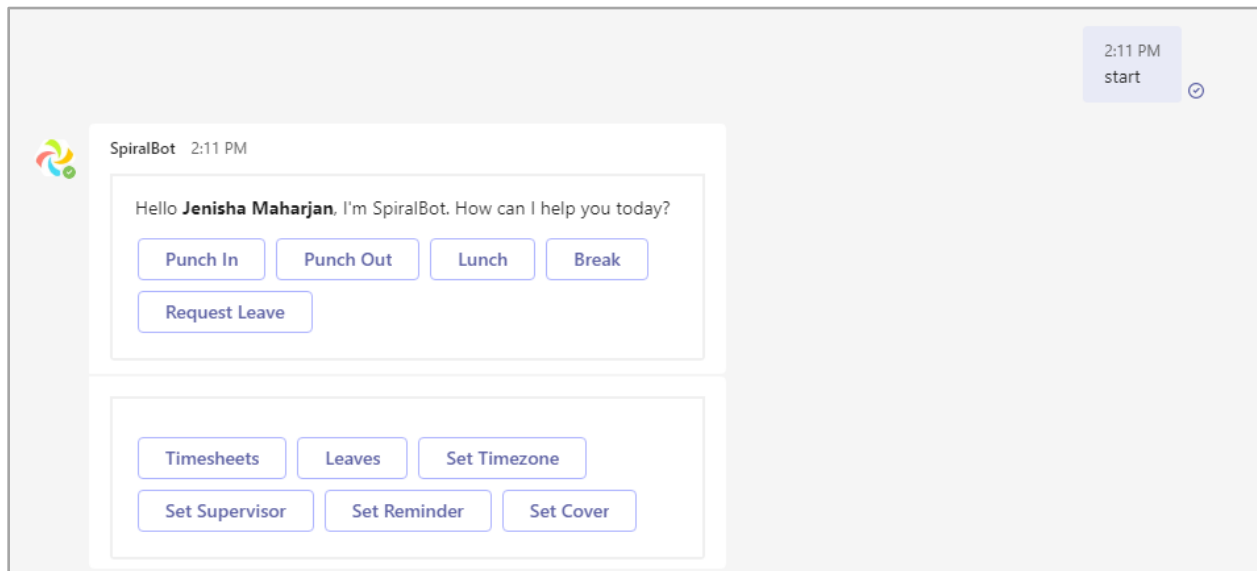 2:11 PM
start
SpiralBot 2:11 PM
Hello Jenisha Maharjan, I'm SpiralBot. How can I help you today?
Punch In Punch Out Lunch Break
Request Leave
Timesheets Leaves Set Timezone
Set Supervisor Set Reminder Set Cover